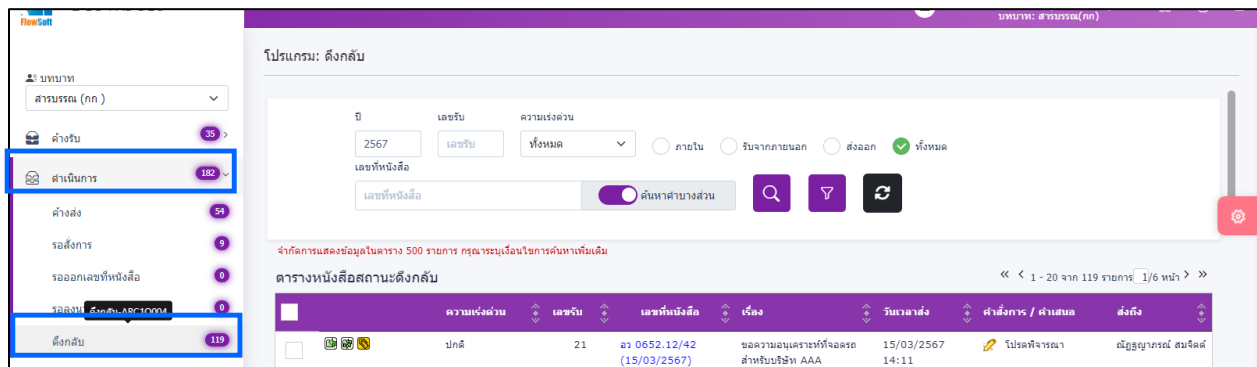 FlowSoft
บทบาท: สารบรรณ(กก)
โปรแกรม: ดึงกลับ
บทบาท
สารบรรณ (กก )
ค้างรับ 35
ดำเนินการ 182
ค้างส่ง 54
รอสั่งการ 9
รอออกเลขที่หนังสือ 0
0
ดึงกลับ-ARC1O004
ดึงกลับ 119
ปี เลขรับ ความเร่งด่วน
2567 เลขรับ ทั้งหมด ภายใน รับจากภายนอก ส่งออก ทั้งหมด
เลขที่หนังสือ
เลขที่หนังสือ ค้นหาคำบางส่วน
จำกัดการแสดงข้อมูลในตาราง 500 รายการ กรุณาระบุเงื่อนไขการค้นหาเพิ่มเติม
ตารางหนังสือสถานะดึงกลับ « < 1 - 20 จาก 119 รายการ 1/6 หน้า > »
ความเร่งด่วน เลขรับ เลขที่หนังสือ เรื่อง วันเวลาส่ง คำสั่งการ / คำเสนอ ส่งถึง
ปกติ 21 อว 0652.12/42 ขอความอนุเคราะห์ที่จอดรถ 15/03/2567 โปรดพิจารณา ณัฏฐญาภรณ์ สมจิตต์
(15/03/2567) สำหรับบริษัท AAA 14:11